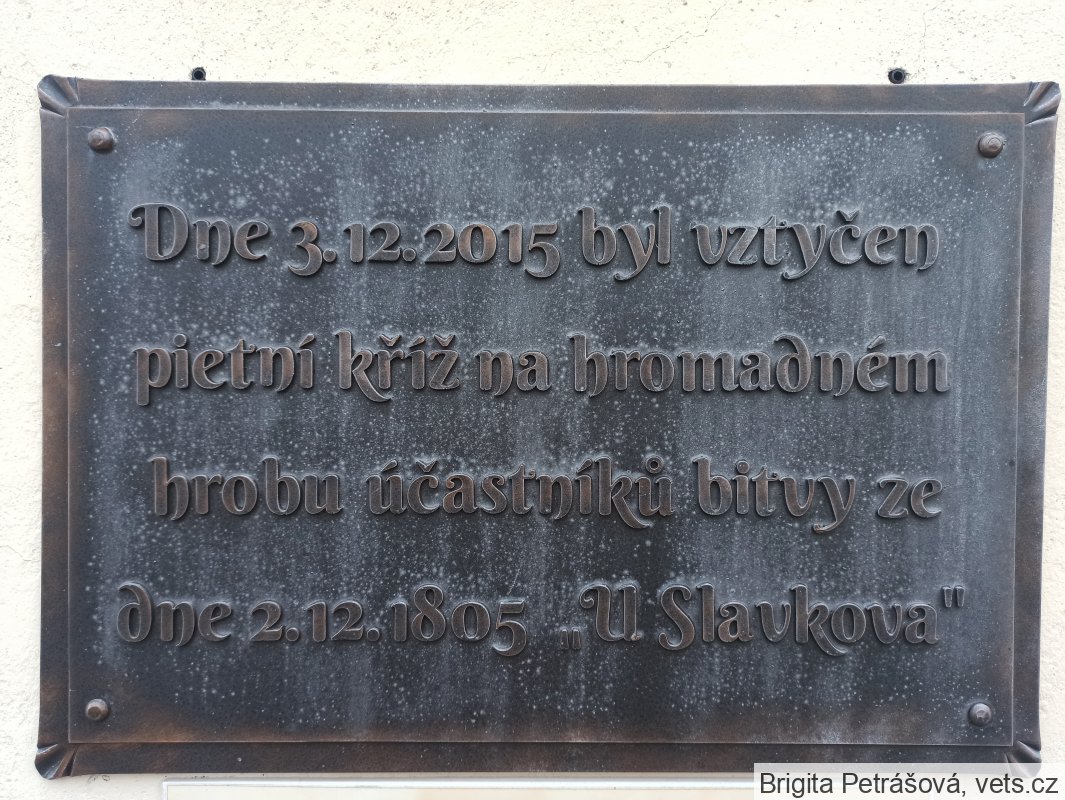 Dne 3.12.2015 byl vztyčen
pietní kříž na hromadném
hrobu účastníků bitvy ze
dne 2.12.1805 „U Slavkova"
Brigita Petrášová, vets.cz